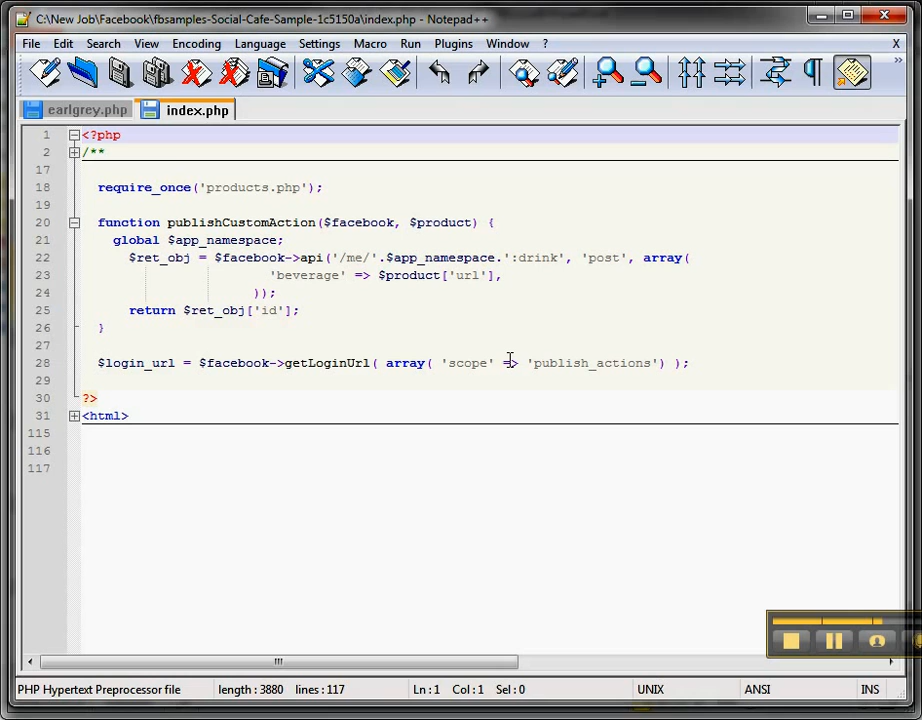 C:\New Job\Facebook\fbsamples-Social-Cafe-Sample-1c5150a\index.php - Notepad++
File Edit Search View Encoding Language Settings Macro Run Plugins Window ? X
earlgrey.php index.php
1 <?php
2 /**
17
18 require_once('products.php');
19
20 function publishCustomAction($facebook, $product) {
21 global $app_namespace;
22 $ret_obj = $facebook->api('/me/'.$app_namespace.':drink', 'post', array(
23 'beverage' => $product['url'],
24 ));
25 return $ret_obj['id'];
26 }
27
28 $login_url = $facebook->getLoginUrl( array( 'scope' => 'publish_actions') );
29
30 ?>
31 <html>
115
116
117
PHP Hypertext Preprocessor file length : 3880 lines : 117 Ln : 1 Col : 1 Sel : 0 UNIX ANSI INS